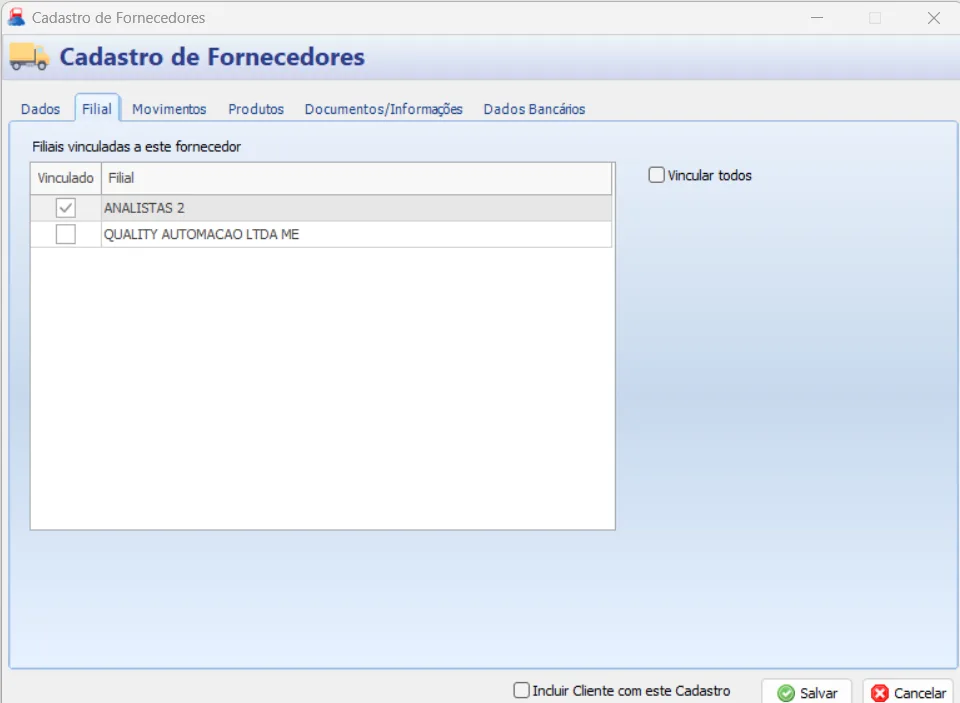 Cadastro de Fornecedores
Cadastro de Fornecedores
Dados Filial Movimentos Produtos Documentos/Informações Dados Bancários
Filiais vinculadas a este fornecedor
Vinculado Filial
Vincular todos
ANALISTAS 2
QUALITY AUTOMACAO LTDA ME
Incluir Cliente com este Cadastro Salvar Cancelar